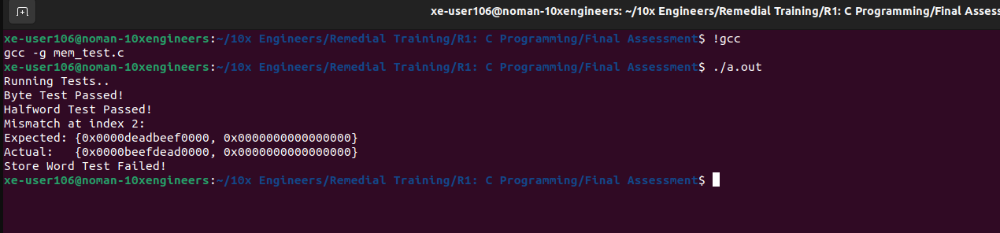 xe-user106@noman-10xengineers: ~/10x Engineers/Remedial Training/R1: C Programming/Final Assess
xe-user106@noman-10xengineers:~/10x Engineers/Remedial Training/R1: C Programming/Final Assessment$ !gcc
gcc -g mem_test.c
xe-user106@noman-10xengineers:~/10x Engineers/Remedial Training/R1: C Programming/Final Assessment$ ./a.out
Running Tests..
Byte Test Passed!
Halfword Test Passed!
Mismatch at index 2:
Expected: {0x0000deadbeef0000, 0x0000000000000000}
Actual:   {0x0000beefdead0000, 0x0000000000000000}
Store Word Test Failed!
xe-user106@noman-10xengineers:~/10x Engineers/Remedial Training/R1: C Programming/Final Assessment$